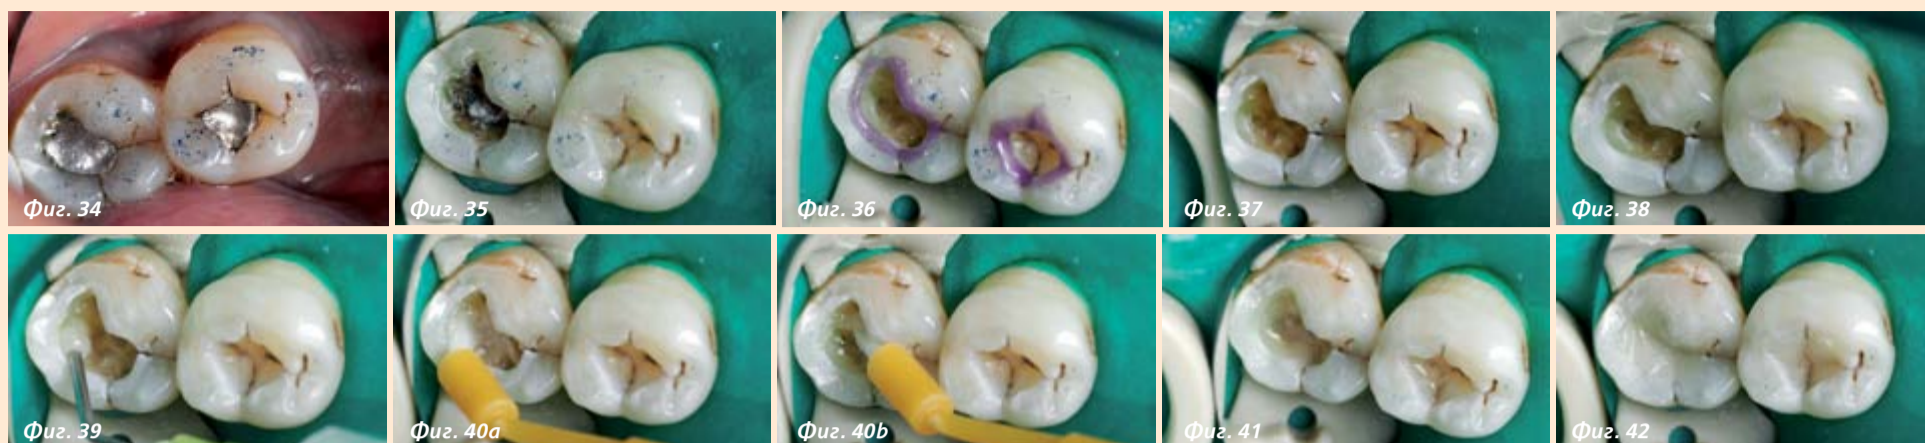 Фиг. 34
Фиг. 35
Фиг. 36
Фиг. 37
Фиг. 38
Фиг. 39
Фиг. 40a
Фиг. 40b
Фиг. 41
Фиг. 42